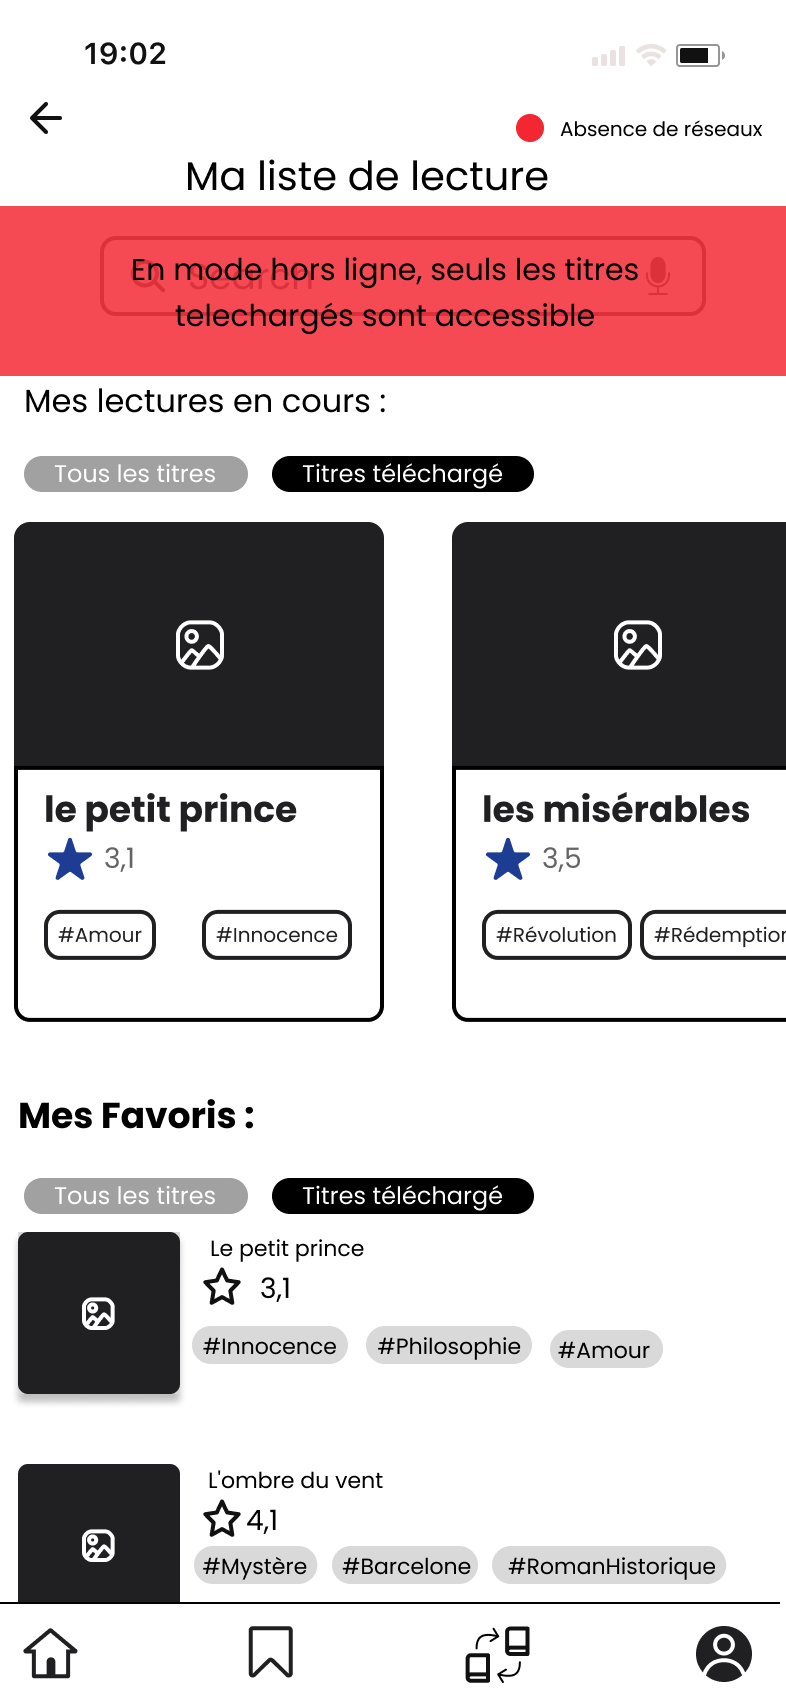 19:02
Absence de réseaux
Ma liste de lecture
Search
En mode hors ligne, seuls les titres
telechargés sont accessible
Mes lectures en cours :
Tous les titres
Titres téléchargé
le petit prince
3,1
#Amour
#Innocence
les misérables
3,5
#Révolution
#Rédemption
Mes Favoris :
Tous les titres
Titres téléchargé
Le petit prince
3,1
#Innocence
#Philosophie
#Amour
L'ombre du vent
4,1
#Mystère
#Barcelone
#RomanHistorique